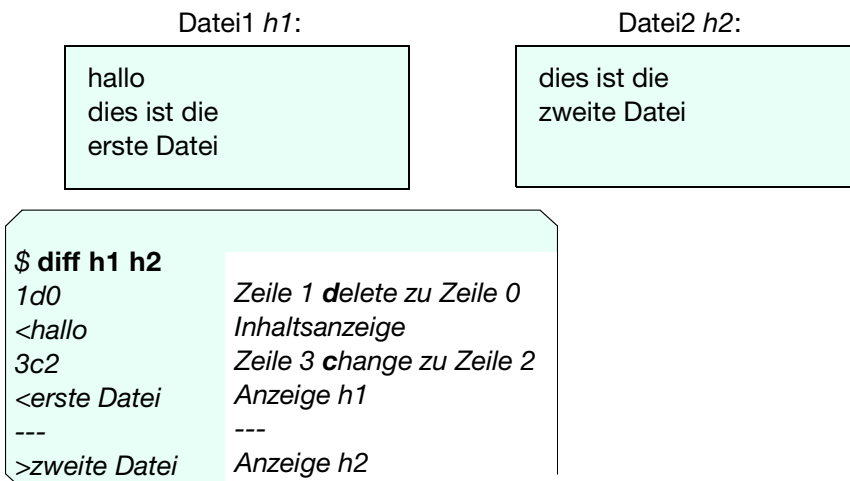 Datei1 h1: Datei2 h2:
hallo
dies ist die
erste Datei
dies ist die
zweite Datei
$ diff h1 h2
1d0 Zeile 1 delete zu Zeile 0
<hallo Inhaltsanzeige
3c2 Zeile 3 change zu Zeile 2
<erste Datei Anzeige h1
--- ---
>zweite Datei Anzeige h2